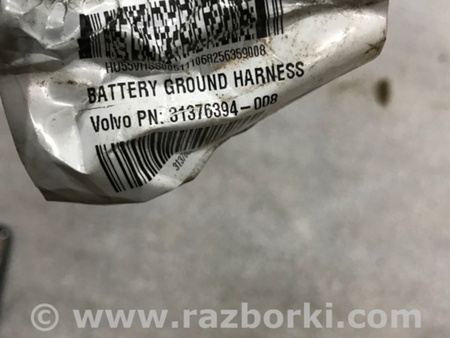 BATTERY GROUND HARNESS
Volvo PN: 31376394-008
© www.razborki.com